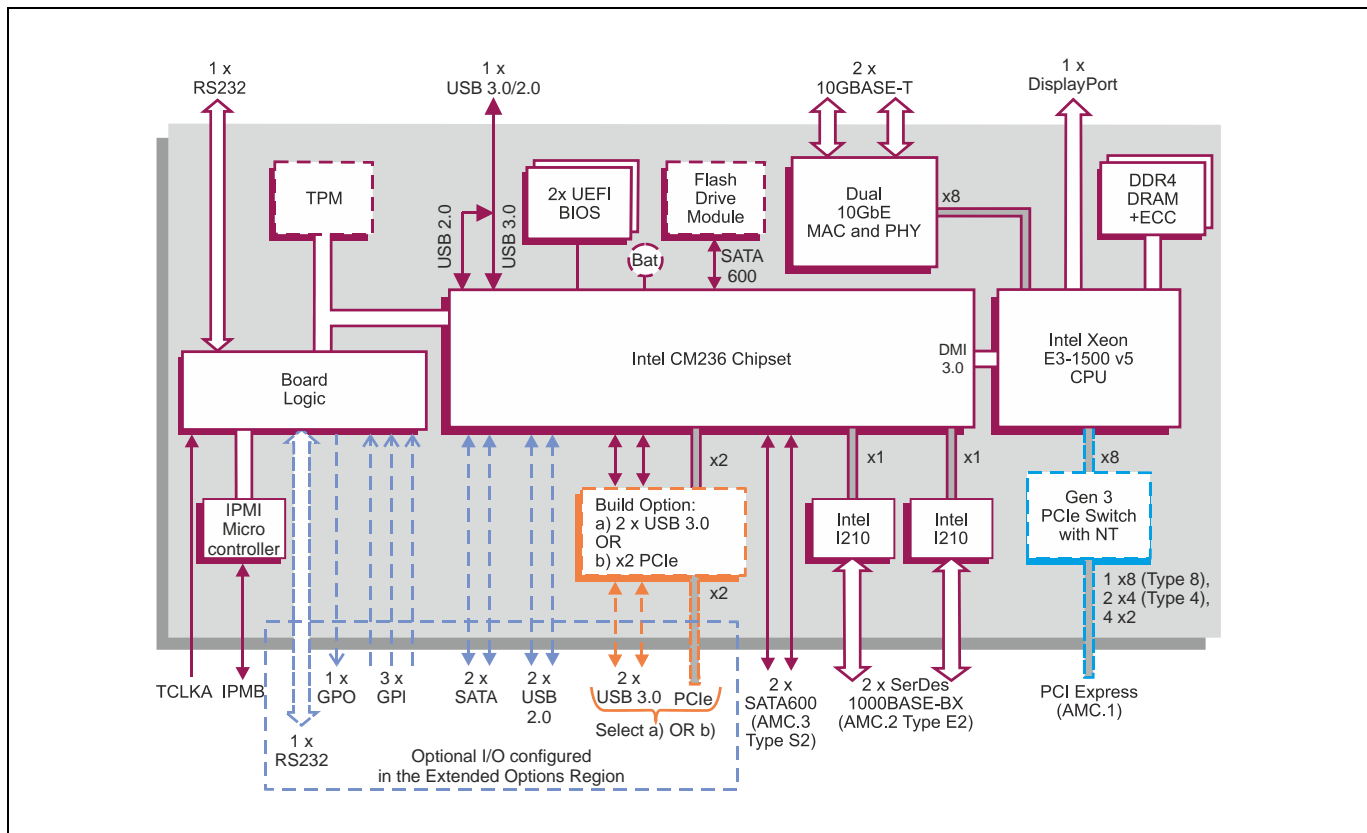 1 x
RS232
1 x
USB 3.0/2.0
2 x
10GBASE-T
1 x
DisplayPort
TPM
USB 2.0
USB 3.0
2x UEFI
BIOS
Flash
Drive
Module
Bat
SATA
600
Dual
10GbE
MAC and PHY
x8
DDR4
DRAM
+ECC
Board
Logic
Intel CM236 Chipset
DMI
3.0
Intel Xeon
E3-1500 v5
CPU
x2
x1
x1
x8
IPMI
Micro
controller
Build Option:
a) 2 x USB 3.0
OR
b) x2 PCIe
Intel
I210
Intel
I210
Gen 3
PCIe Switch
with NT
x2
1 x8 (Type 8),
2 x4 (Type 4),
4 x2
TCLKA
IPMB
1 x
GPO
3 x
GPI
2 x
SATA
2 x
USB
2.0
2 x
USB 3.0
PCIe
Select a) OR b)
2 x
SATA600
(AMC.3
Type S2)
2 x SerDes
1000BASE-BX
(AMC.2 Type E2)
PCI Express
(AMC.1)
1 x
RS232
Optional I/O configured
in the Extended Options Region